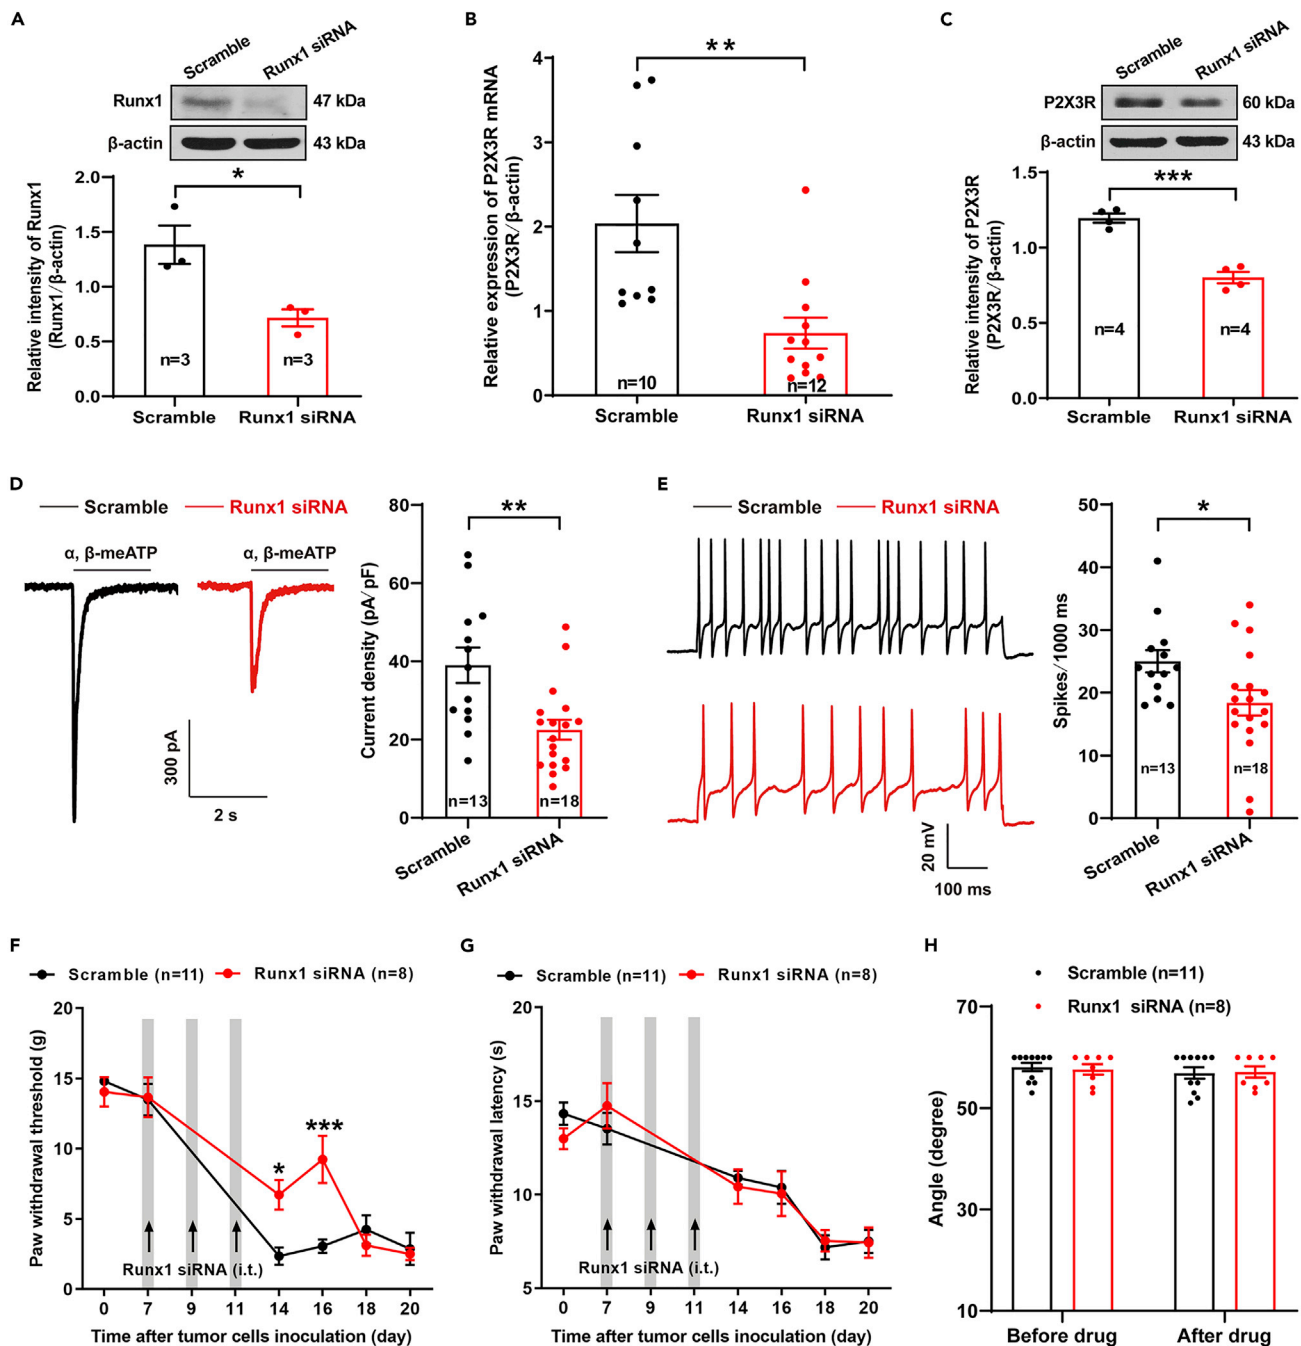 A
Scramble
Runx1 siRNA
Runx1
47 kDa
β-actin
43 kDa
Relative intensity of Runx1
(Runx1/β-actin)
2.0
1.5
1.0
0.5
0.0
*
n=3
n=3
Scramble
Runx1 siRNA
B
Relative expression of P2X3R mRNA
(P2X3R/β-actin)
4
3
2
1
0
**
n=10
n=12
Scramble
Runx1 siRNA
C
Scramble
Runx1 siRNA
P2X3R
60 kDa
β-actin
43 kDa
Relative intensity of P2X3R
(P2X3R/β-actin)
1.5
1.0
0.5
0.0
***
n=4
n=4
Scramble
Runx1 siRNA
D
Scramble
Runx1 siRNA
α, β-meATP
α, β-meATP
300 pA
2 s
Current density (pA/pF)
80
60
40
20
0
**
n=13
n=18
Scramble
Runx1 siRNA
E
Scramble
Runx1 siRNA
20 mV
100 ms
Spikes/1000 ms
50
40
30
20
10
0
*
n=13
n=18
Scramble
Runx1 siRNA
F
Scramble (n=11)
Runx1 siRNA (n=8)
Paw withdrawal threshold (g)
20
15
10
5
0
*
***
Runx1 siRNA (i.t.)
0 7 9 11 14 16 18 20
Time after tumor cells inoculation (day)
G
Scramble (n=11)
Runx1 siRNA (n=8)
Paw withdrawal latency (s)
20
15
10
5
Runx1 siRNA (i.t.)
0 7 9 11 14 16 18 20
Time after tumor cells inoculation (day)
H
Scramble (n=11)
Runx1 siRNA (n=8)
Angle (degree)
70
50
30
10
Before drug
After drug